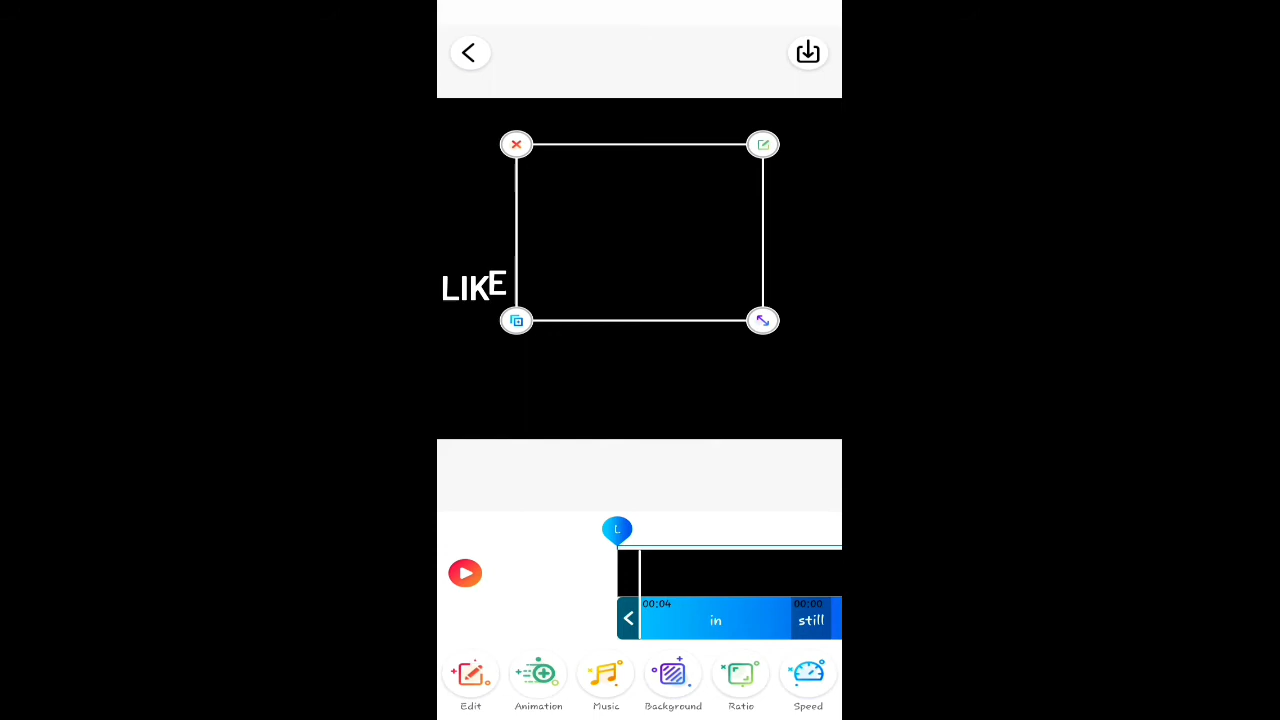 LIKE
L
00:04
00:00
in
still
Edit
Animation
Music
Background
Ratio
Speed